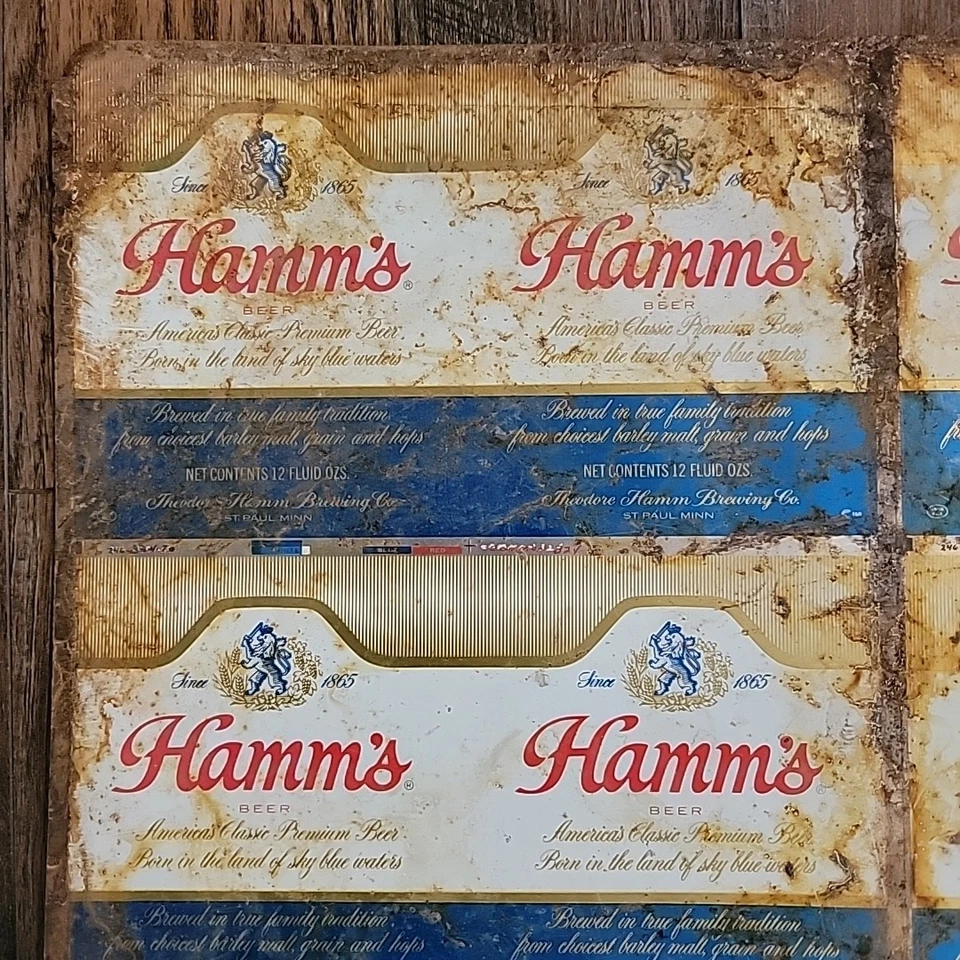 Since 1865 Since 1865
Hamm's® Hamm's
BEER BEER
America's Classic Premium Beer America's Classic Premium Beer
Born in the land of sky blue waters Born in the land of sky blue waters
Brewed in true family tradition Brewed in true family tradition
from choicest barley malt, grain and hops from choicest barley malt, grain and hops
NET CONTENTS 12 FLUID OZS. NET CONTENTS 12 FLUID OZS.
Theodore Hamm Brewing Co. Theodore Hamm Brewing Co.
ST. PAUL MINN ST. PAUL MINN
BLUE RED
Since 1865 Since 1865
Hamm's® Hamm's®
BEER BEER
America's Classic Premium Beer America's Classic Premium Beer
Born in the land of sky blue waters Born in the land of sky blue waters
Brewed in true family tradition Brewed in true family tradition
from choicest barley malt, grain and hops from choicest barley malt, grain and hops